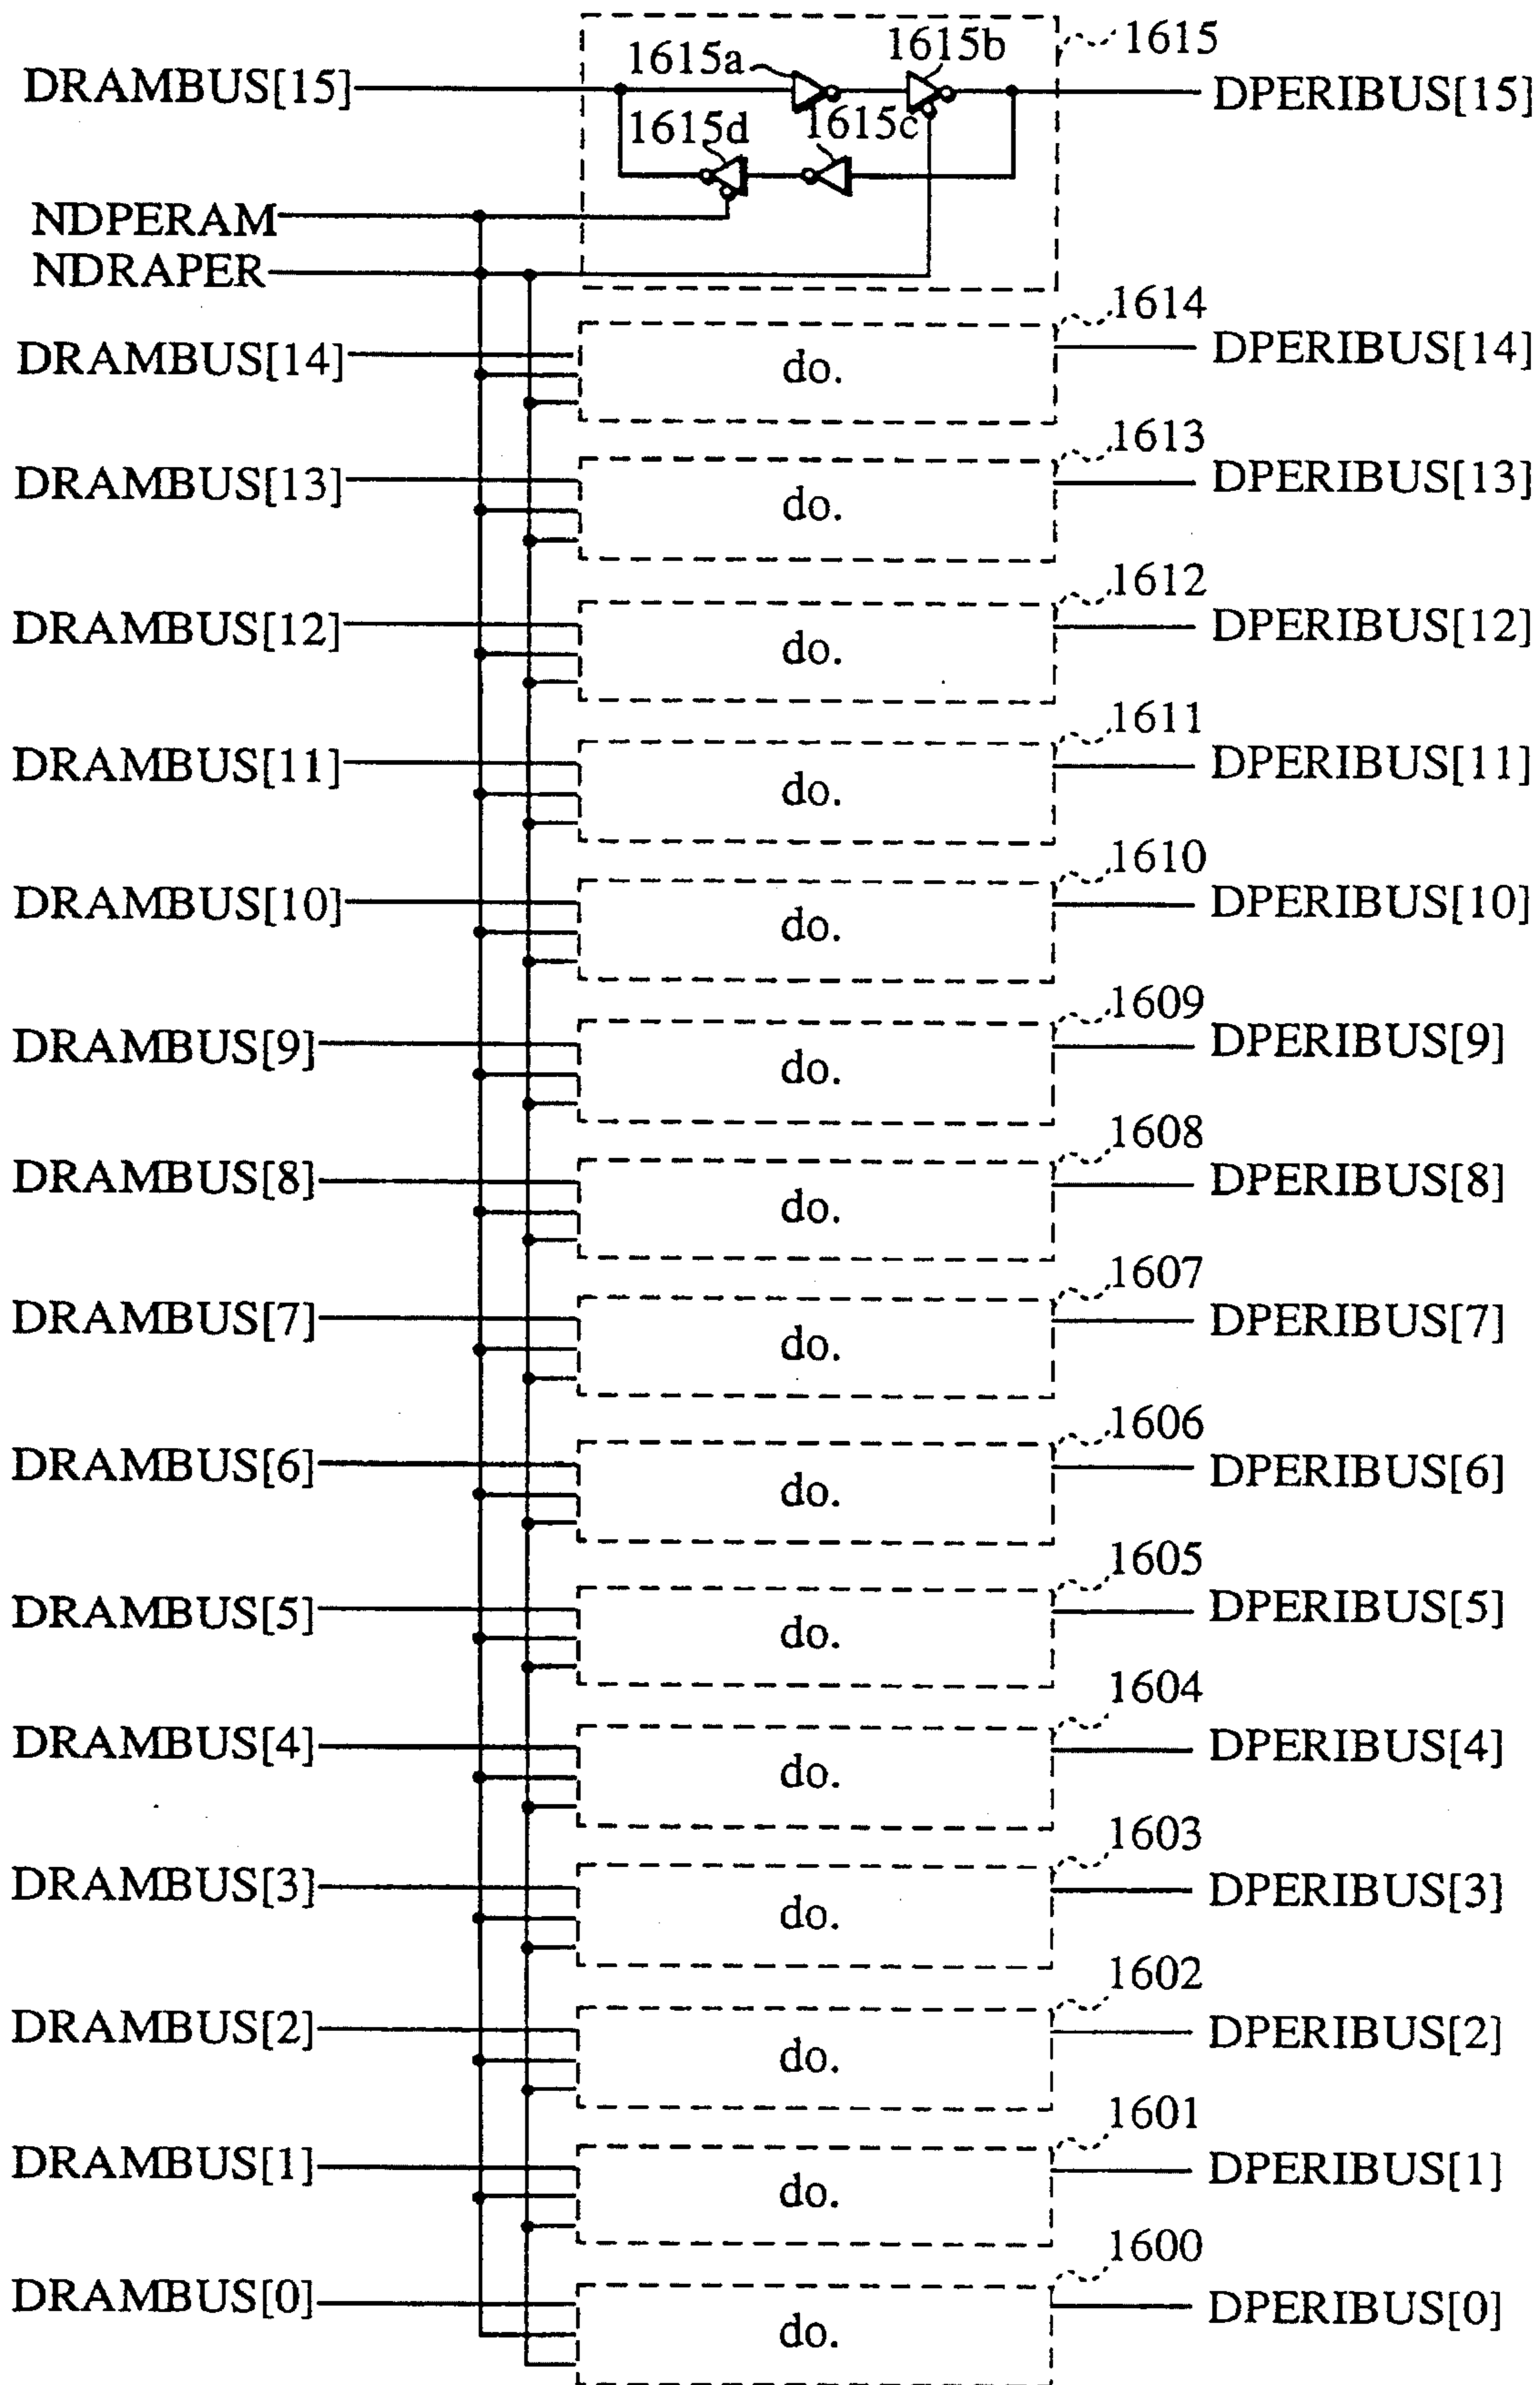 1615a 1615b 1615
DRAMBUS[15] DPERIBUS[15]
1615d 1615c
NDPERAM
NDRAPER
1614
DRAMBUS[14] do. DPERIBUS[14]
1613
DRAMBUS[13] do. DPERIBUS[13]
1612
DRAMBUS[12] do. DPERIBUS[12]
1611
DRAMBUS[11] do. DPERIBUS[11]
1610
DRAMBUS[10] do. DPERIBUS[10]
1609
DRAMBUS[9] do. DPERIBUS[9]
1608
DRAMBUS[8] do. DPERIBUS[8]
1607
DRAMBUS[7] do. DPERIBUS[7]
1606
DRAMBUS[6] do. DPERIBUS[6]
1605
DRAMBUS[5] do. DPERIBUS[5]
1604
DRAMBUS[4] do. DPERIBUS[4]
1603
DRAMBUS[3] do. DPERIBUS[3]
1602
DRAMBUS[2] do. DPERIBUS[2]
1601
DRAMBUS[1] do. DPERIBUS[1]
1600
DRAMBUS[0] do. DPERIBUS[0]